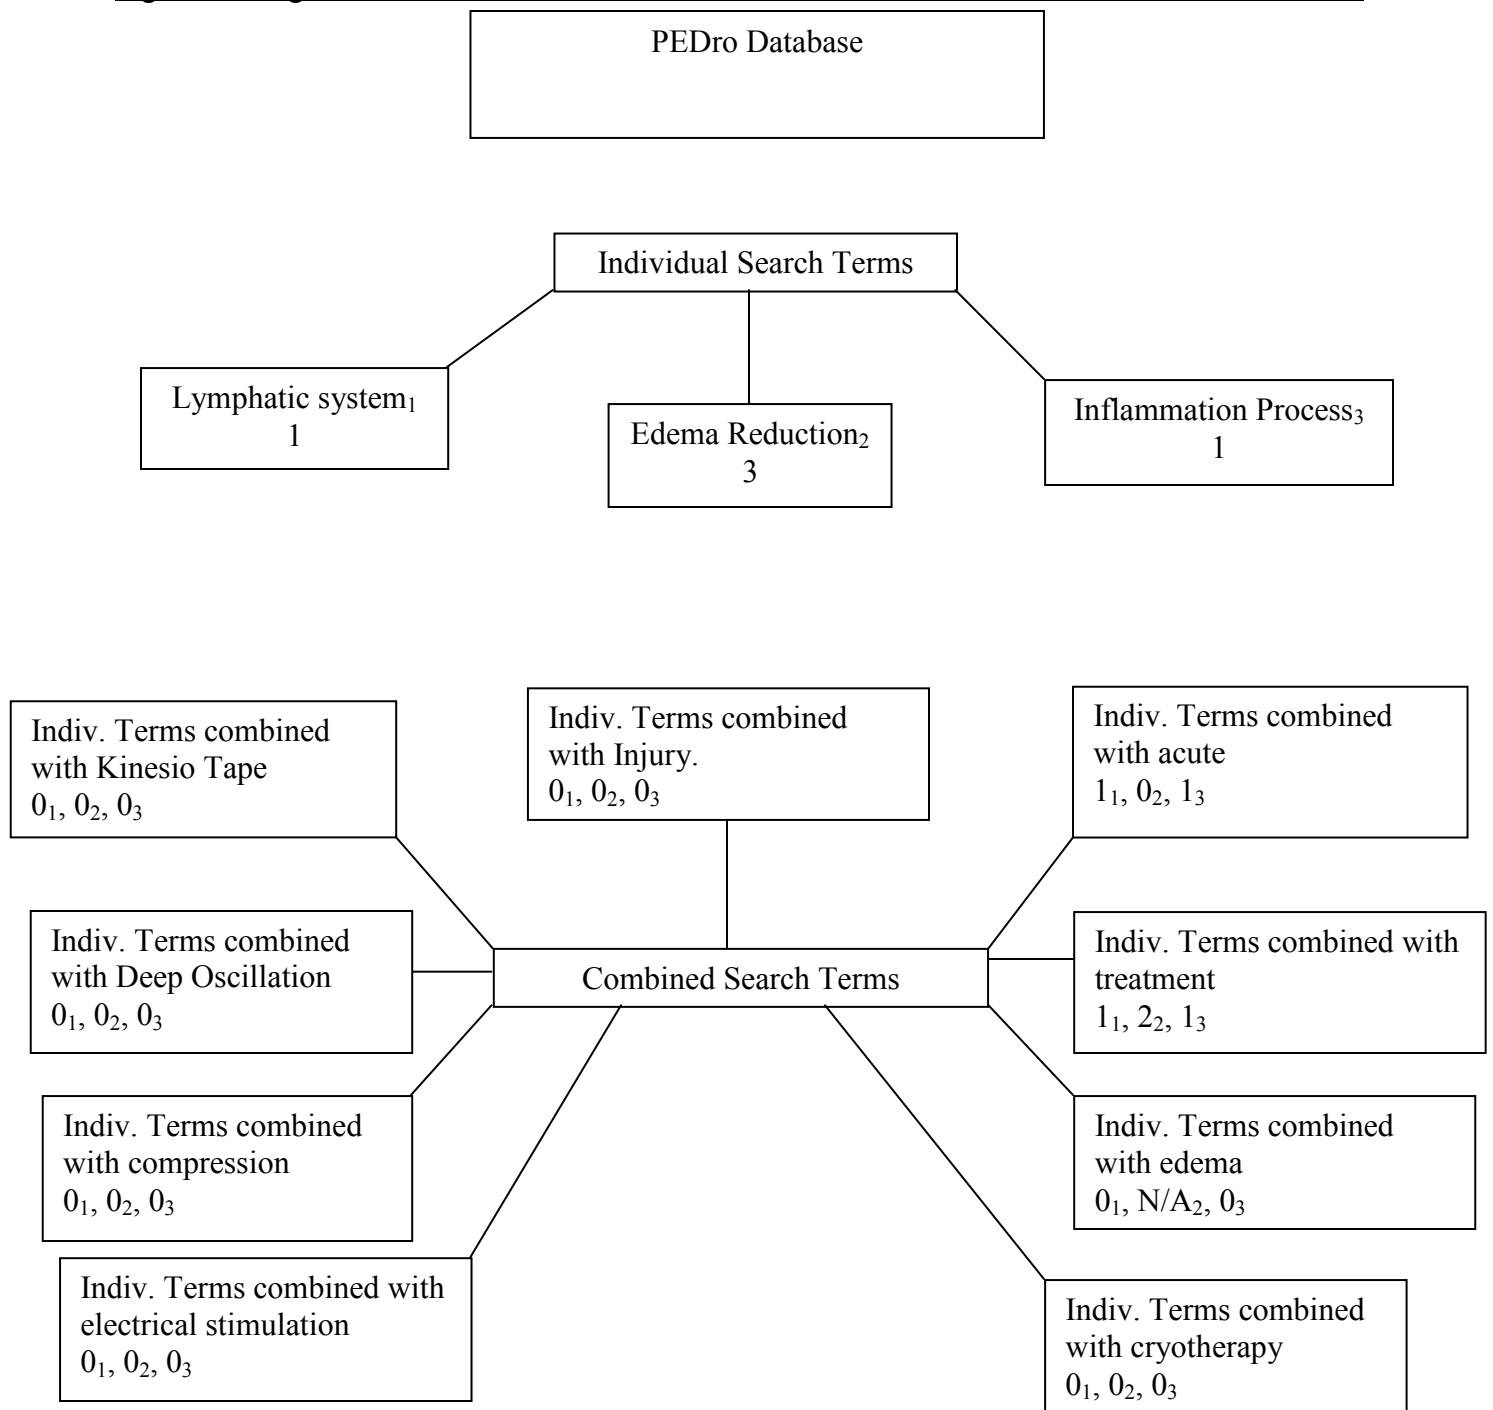 PEDro Database
Individual Search Terms
Lymphatic system₁
1
Edema Reduction₂
3
Inflammation Process₃
1
Indiv. Terms combined
with Kinesio Tape
0₁, 0₂, 0₃
Indiv. Terms combined
with Injury.
0₁, 0₂, 0₃
Indiv. Terms combined
with acute
1₁, 0₂, 1₃
Indiv. Terms combined
with Deep Oscillation
0₁, 0₂, 0₃
Combined Search Terms
Indiv. Terms combined with
treatment
1₁, 2₂, 1₃
Indiv. Terms combined
with compression
0₁, 0₂, 0₃
Indiv. Terms combined
with edema
0₁, N/A₂, 0₃
Indiv. Terms combined with
electrical stimulation
0₁, 0₂, 0₃
Indiv. Terms combined
with cryotherapy
0₁, 0₂, 0₃